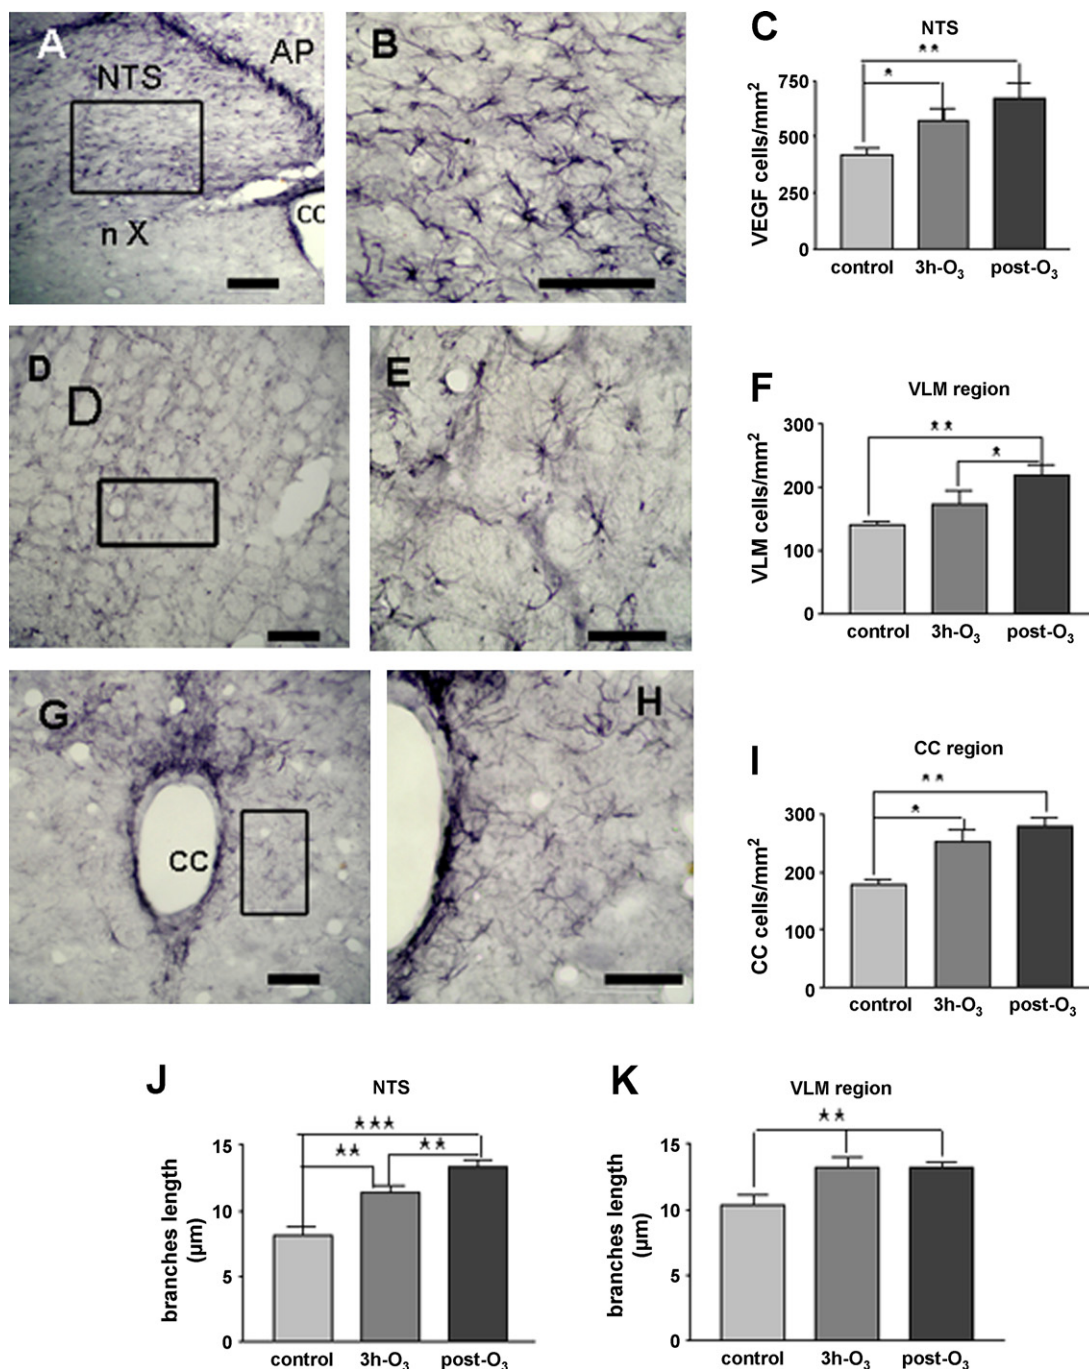 A
AP
NTS
n X
CC
B
C
NTS
**
*
VEGF cells/mm²
750
500
250
0
control 3h-O₃ post-O₃
D
D
E
F
VLM region
**
*
VLM cells/mm²
300
200
100
0
control 3h-O₃ post-O₃
G
CC
H
I
CC region
**
*
CC cells/mm²
300
200
100
0
control 3h-O₃ post-O₃
J
NTS
***
** **
branches length
(µm)
15
10
5
0
control 3h-O₃ post-O₃
K
VLM region
**
branches length
(µm)
15
10
5
0
control 3h-O₃ post-O₃